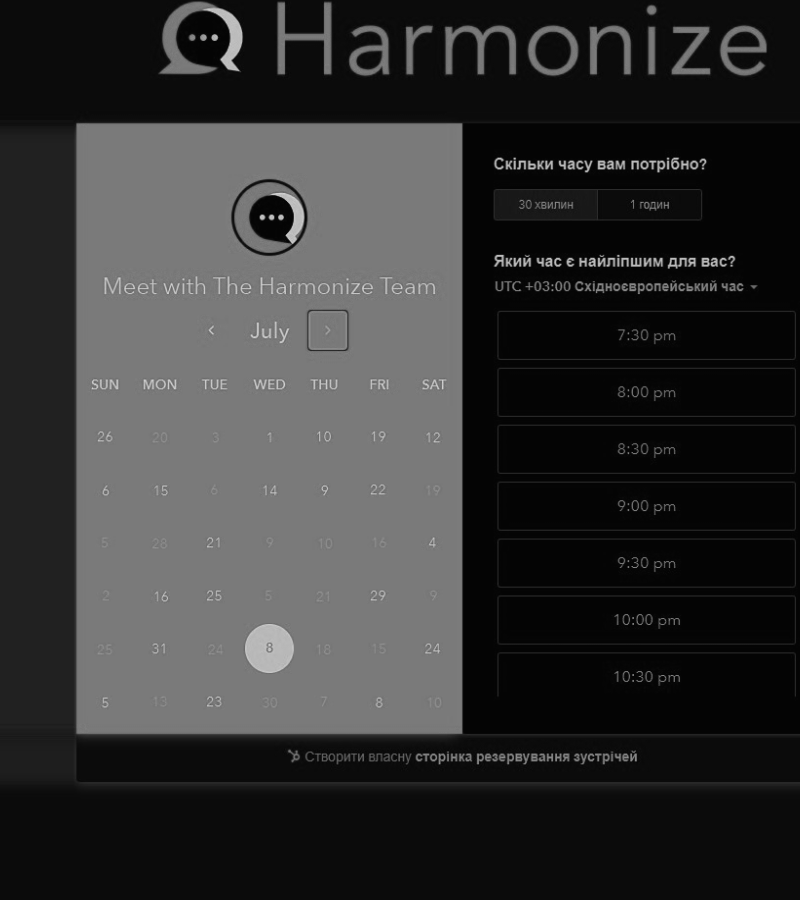 Harmonize
Meet with The Harmonize Team
July
SUN MON TUE WED THU FRI SAT
26 20 3 1 10 19 12
6 15 6 14 9 22 19
5 28 21 9 10 16 4
2 16 25 5 21 29 9
25 31 24 8 18 15 24
5 13 23 30 7 8 10
Скільки часу вам потрібно?
30 хвилин 1 годин
Який час є найліпшим для вас?
UTC +03:00 Східноєвропейський час
7:30 pm
8:00 pm
8:30 pm
9:00 pm
9:30 pm
10:00 pm
10:30 pm
Створити власну сторінка резервування зустрічей